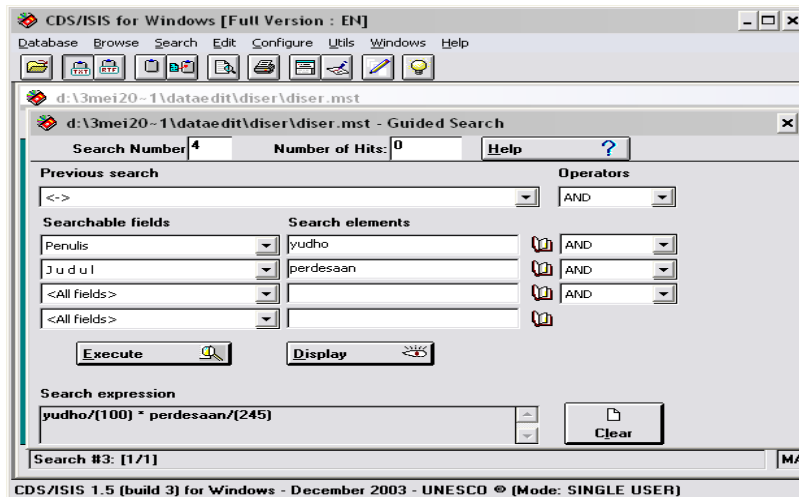 CDS/ISIS for Windows [Full Version : EN]
Database Browse Search Edit Configure Utils Windows Help
TXT RTF
d:\3mei20~1\dataedit\diser\diser.mst
d:\3mei20~1\dataedit\diser\diser.mst - Guided Search
Search Number 4 Number of Hits: 0 Help ?
Previous search Operators
<-> AND
Searchable fields Search elements
Penulis yudho AND
J u d u l perdesaan AND
<All fields> AND
<All fields>
Execute Display
Search expression
yudho/(100) * perdesaan/(245)
Clear
Search #3: [1/1] MA
CDS/ISIS 1.5 (build 3) for Windows - December 2003 - UNESCO © (Mode: SINGLE USER)